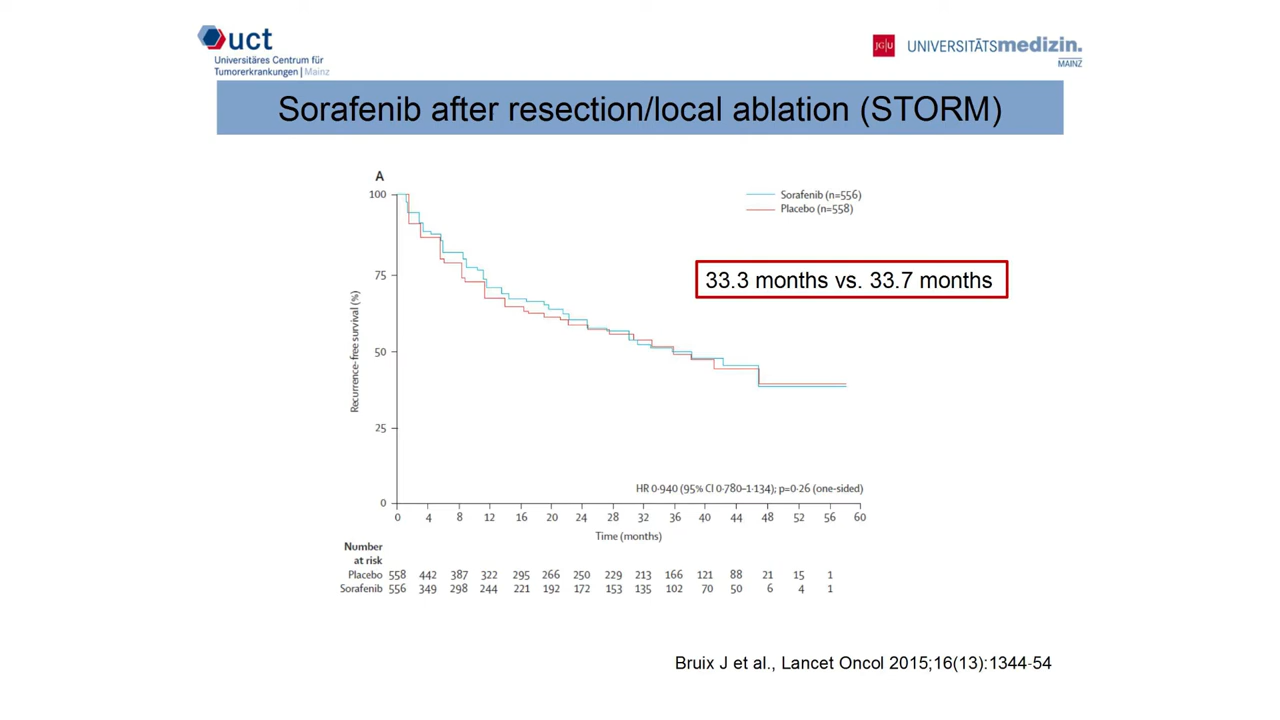 uct
Universitäres Centrum für
Tumorerkrankungen | Mainz
JG|U UNIVERSITÄTSmedizin.
MAINZ
Sorafenib after resection/local ablation (STORM)
A
Sorafenib (n=556)
Placebo (n=558)
33.3 months vs. 33.7 months
Recurrence-free survival (%)
100
75
50
25
0
HR 0·940 (95% CI 0·780–1·134); p=0·26 (one-sided)
0 4 8 12 16 20 24 28 32 36 40 44 48 52 56 60
Time (months)
Number
at risk
Placebo 558 442 387 322 295 266 250 229 213 166 121 88 21 15 1
Sorafenib 556 349 298 244 221 192 172 153 135 102 70 50 6 4 1
Bruix J et al., Lancet Oncol 2015;16(13):1344-54